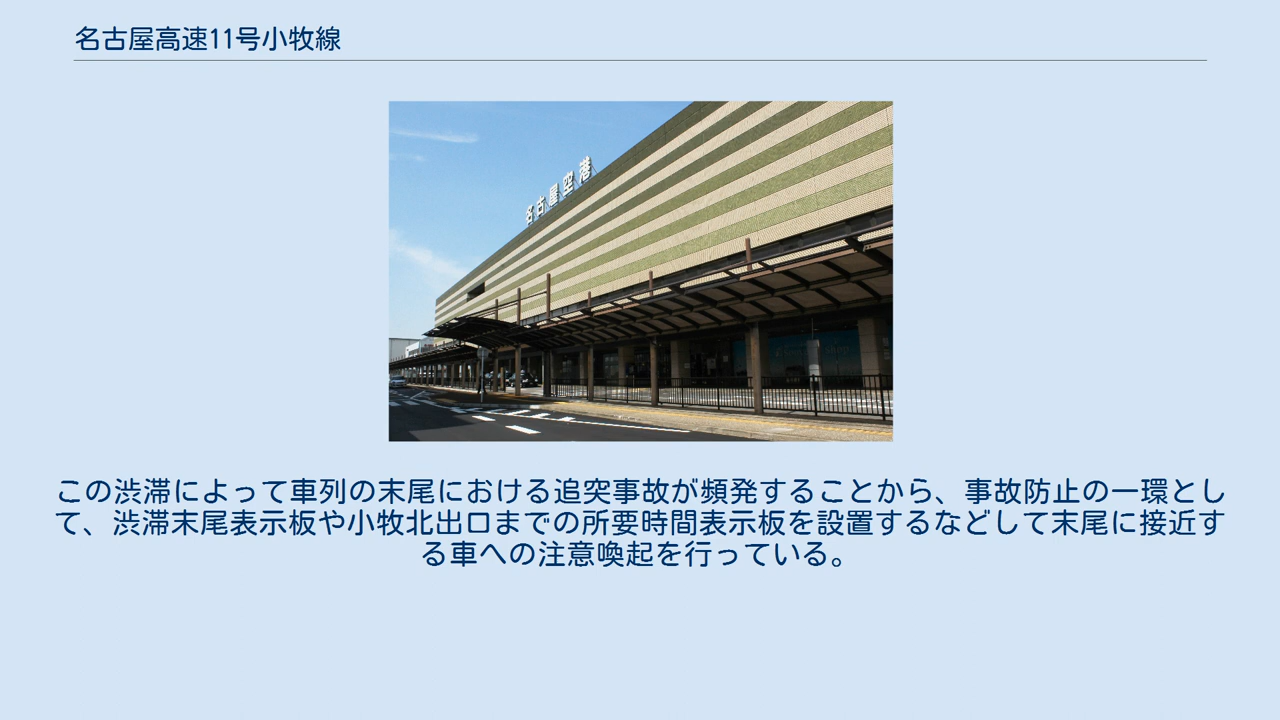 名古屋高速11号小牧線
名古屋空港
この渋滞によって車列の末尾における追突事故が頻発することから、事故防止の一環とし
て、渋滞末尾表示板や小牧北出口までの所要時間表示板を設置するなどして末尾に接近す
る車への注意喚起を行っている。